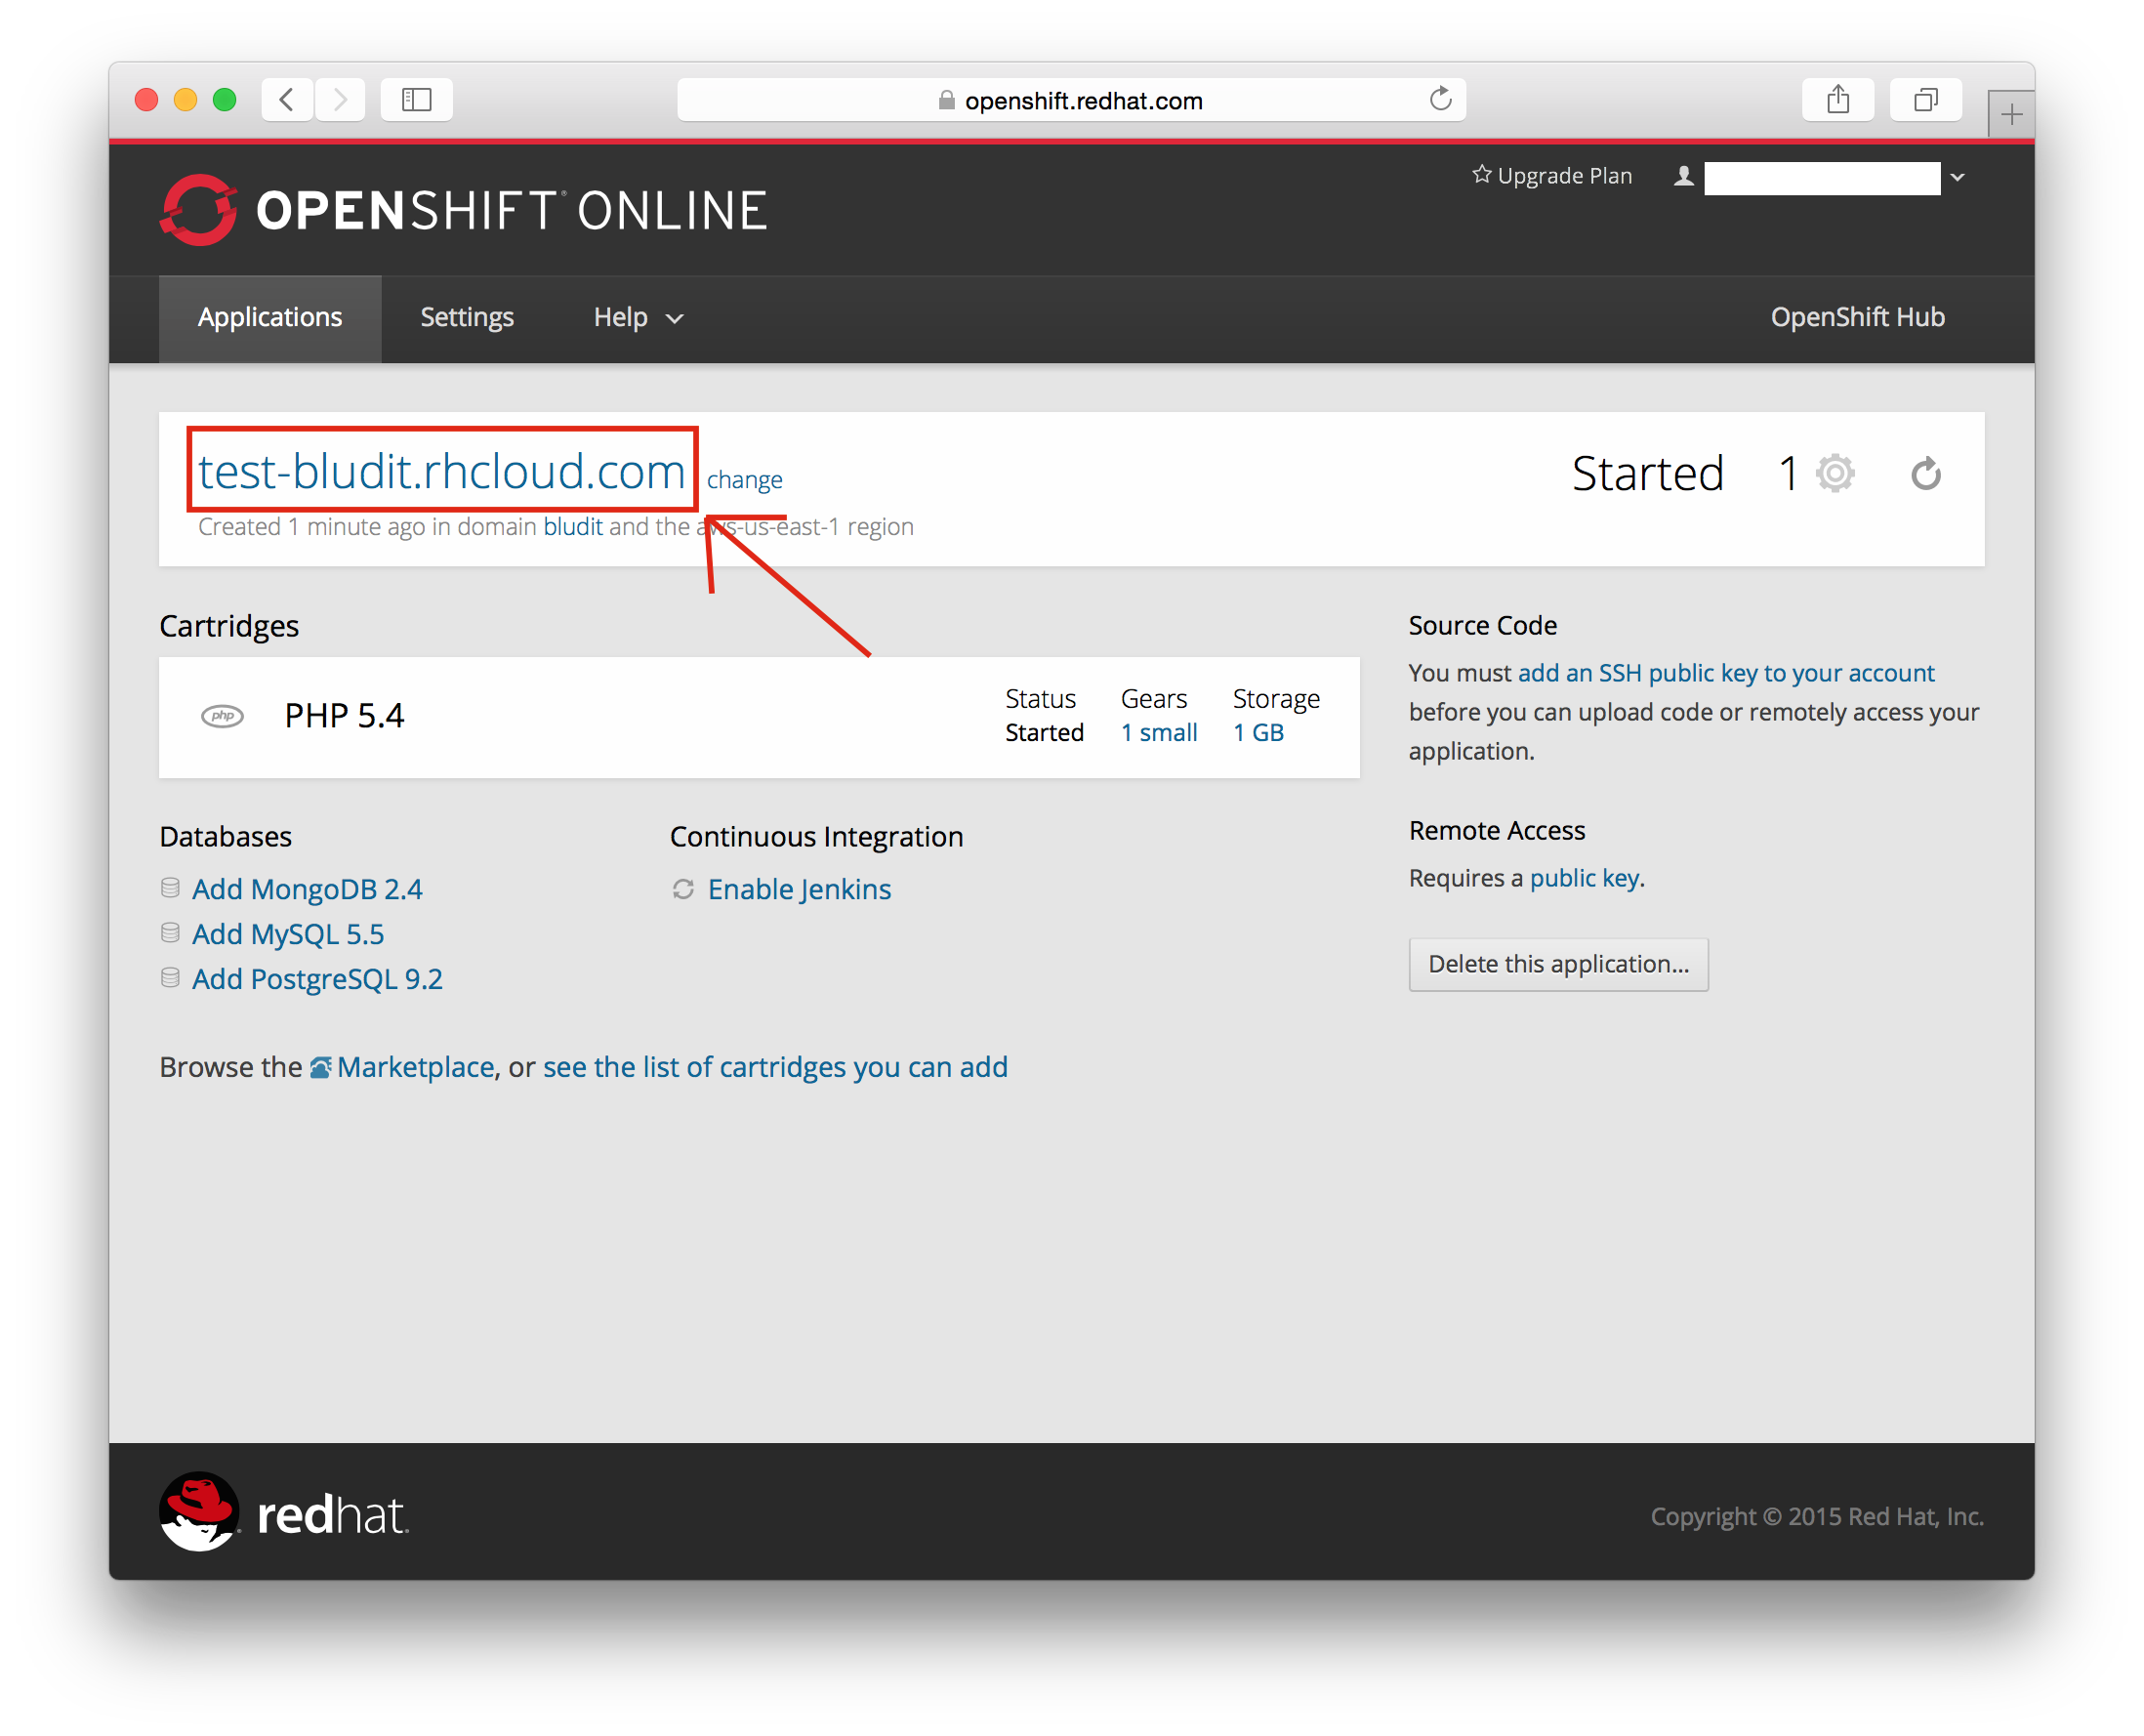 openshift.redhat.com
Upgrade Plan
OPENSHIFT ONLINE
Applications Settings Help OpenShift Hub
test-bludit.rhcloud.com change Started 1
Created 1 minute ago in domain bludit and the aws-us-east-1 region
Cartridges
php PHP 5.4
Status Gears Storage
Started 1 small 1 GB
Source Code
You must add an SSH public key to your account
before you can upload code or remotely access your
application.
Databases
Add MongoDB 2.4
Add MySQL 5.5
Add PostgreSQL 9.2
Continuous Integration
Enable Jenkins
Remote Access
Requires a public key.
Delete this application...
Browse the Marketplace, or see the list of cartridges you can add
redhat.
Copyright © 2015 Red Hat, Inc.